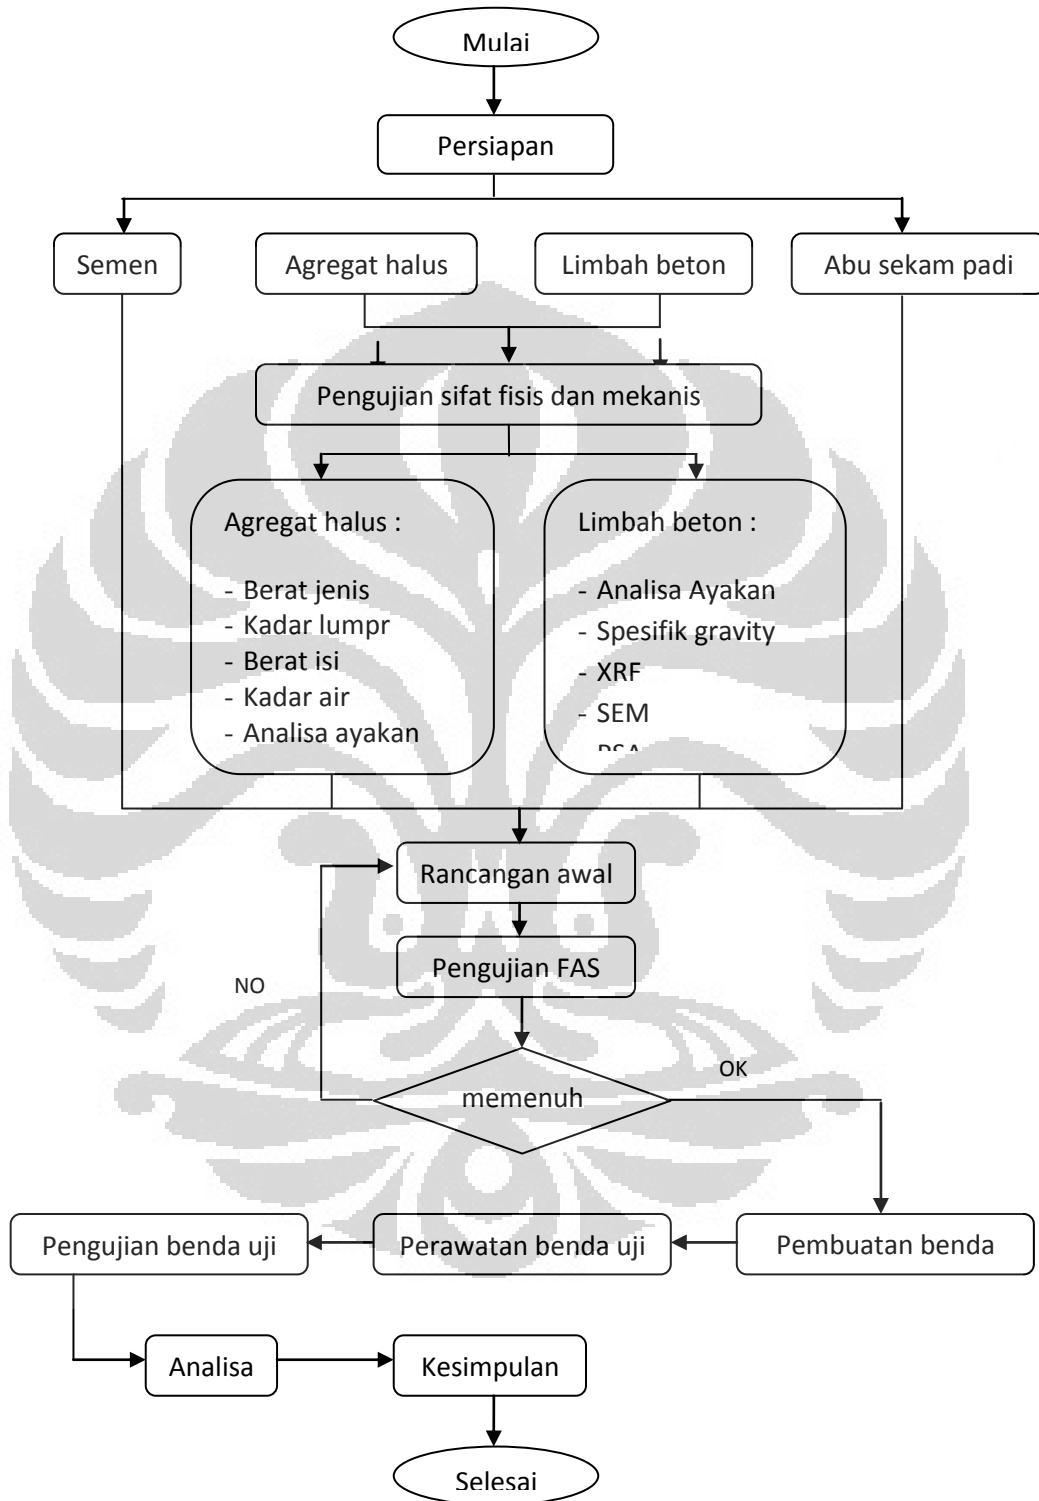 Mulai
Persiapan
Semen
Agregat halus
Limbah beton
Abu sekam padi
Pengujian sifat fisis dan mekanis
Agregat halus :
- Berat jenis
- Kadar lumpr
- Berat isi
- Kadar air
- Analisa ayakan
Limbah beton :
- Analisa Ayakan
- Spesifik gravity
- XRF
- SEM
- PSA
Rancangan awal
Pengujian FAS
NO
OK
memenuh
Pengujian benda uji
Perawatan benda uji
Pembuatan benda
Analisa
Kesimpulan
Selesai